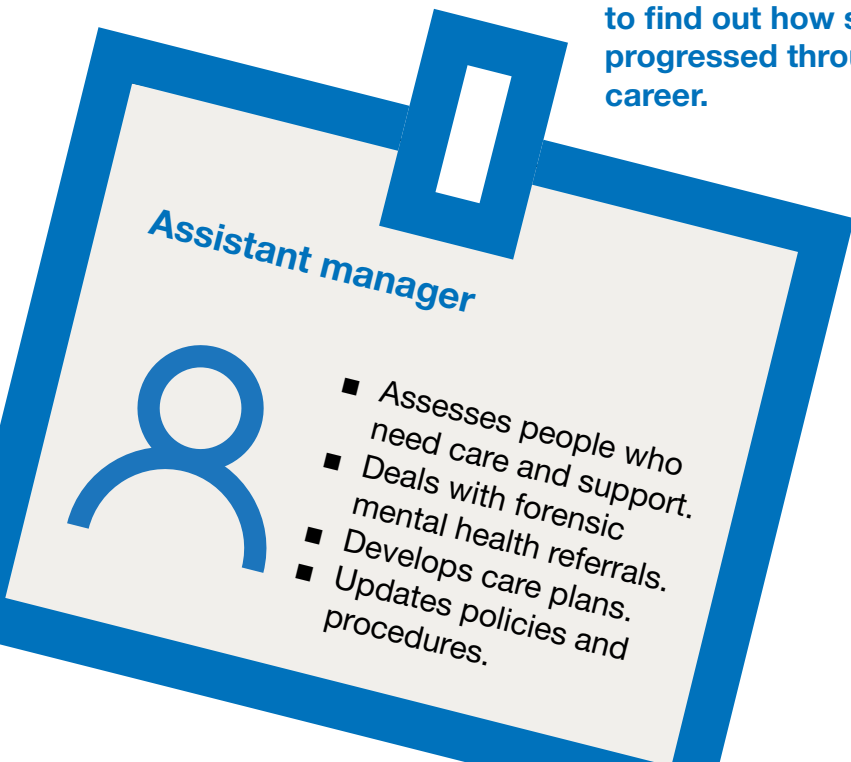 to find out how
progressed
career.
Assistant manager
■ Assesses people who
need care and support.
■ Deals with forensic
mental health referrals.
■ Develops care plans.
■ Updates policies and
procedures.